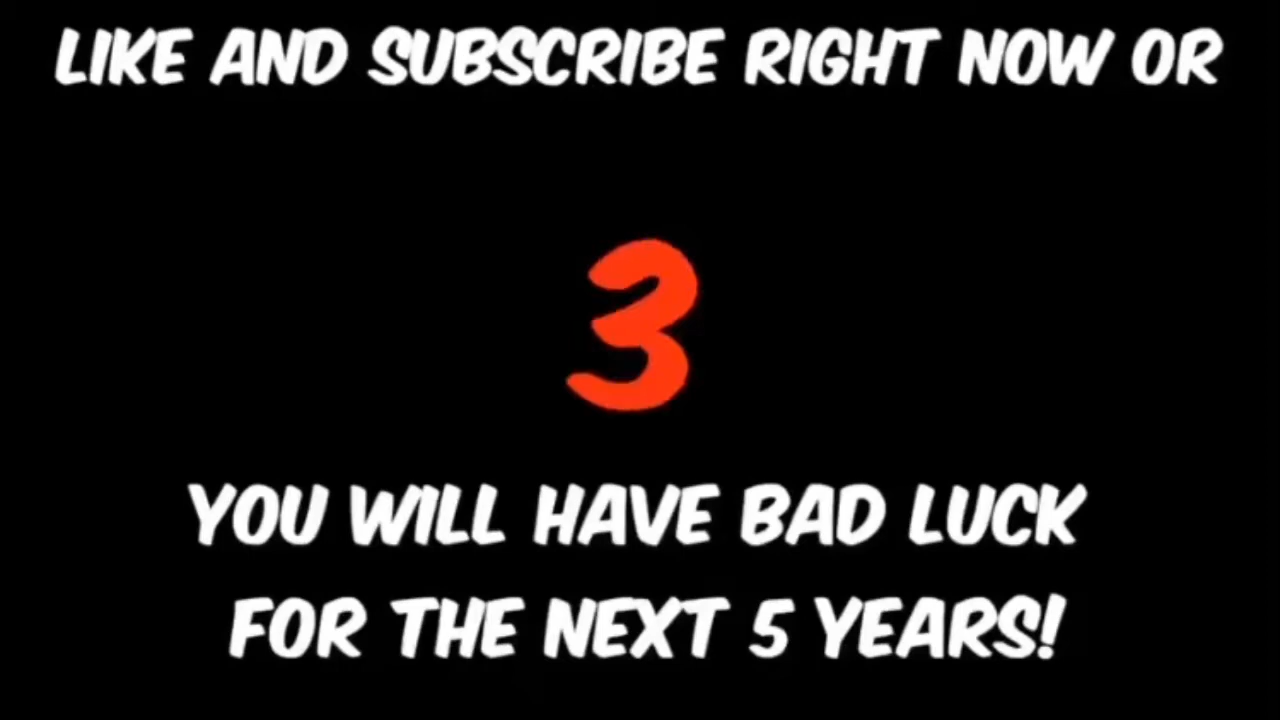 LIKE AND SUBSCRIBE RIGHT NOW OR
3
YOU WILL HAVE BAD LUCK
FOR THE NEXT 5 YEARS!